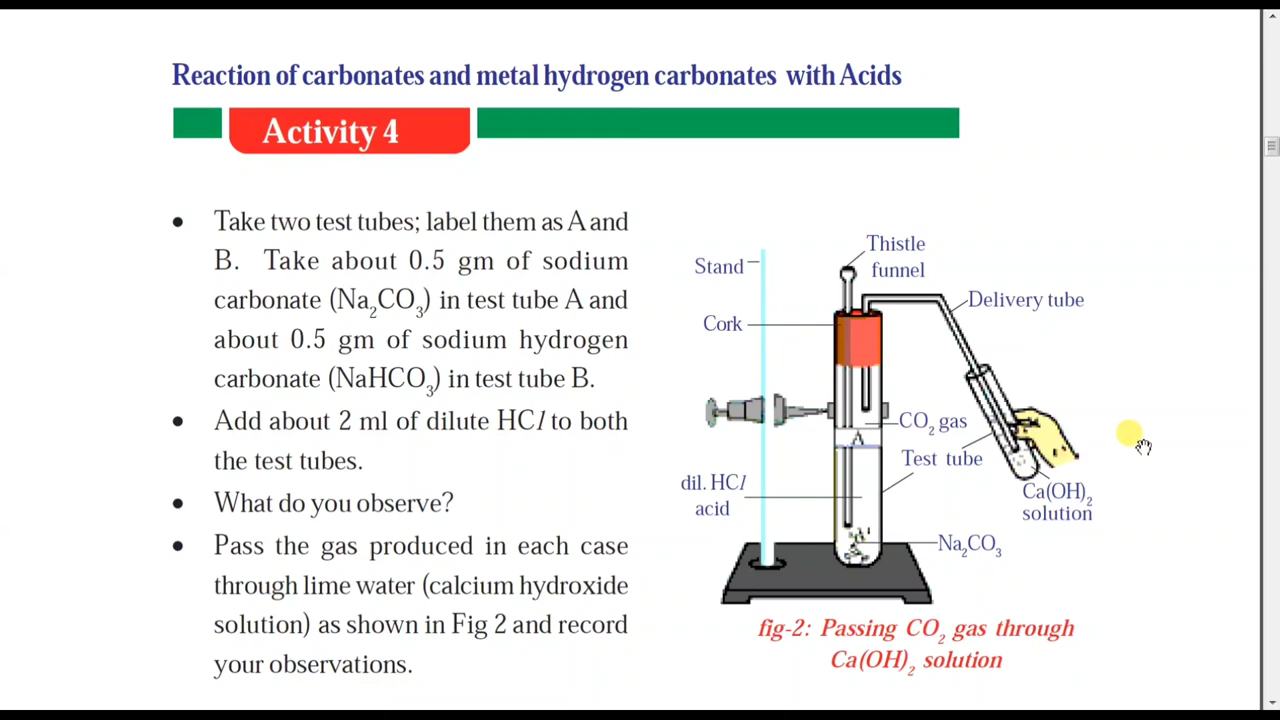 Reaction of carbonates and metal hydrogen carbonates with Acids
Activity 4
• Take two test tubes; label them as A and
B. Take about 0.5 gm of sodium
carbonate (Na₂CO₃) in test tube A and
about 0.5 gm of sodium hydrogen
carbonate (NaHCO₃) in test tube B.
• Add about 2 ml of dilute HCl to both
the test tubes.
• What do you observe?
• Pass the gas produced in each case
through lime water (calcium hydroxide
solution) as shown in Fig 2 and record
your observations.
Thistle
funnel
Stand
Delivery tube
Cork
CO₂ gas
A
Test tube
dil. HCl
acid
Ca(OH)₂
solution
Na₂CO₃
fig-2: Passing CO₂ gas through
Ca(OH)₂ solution